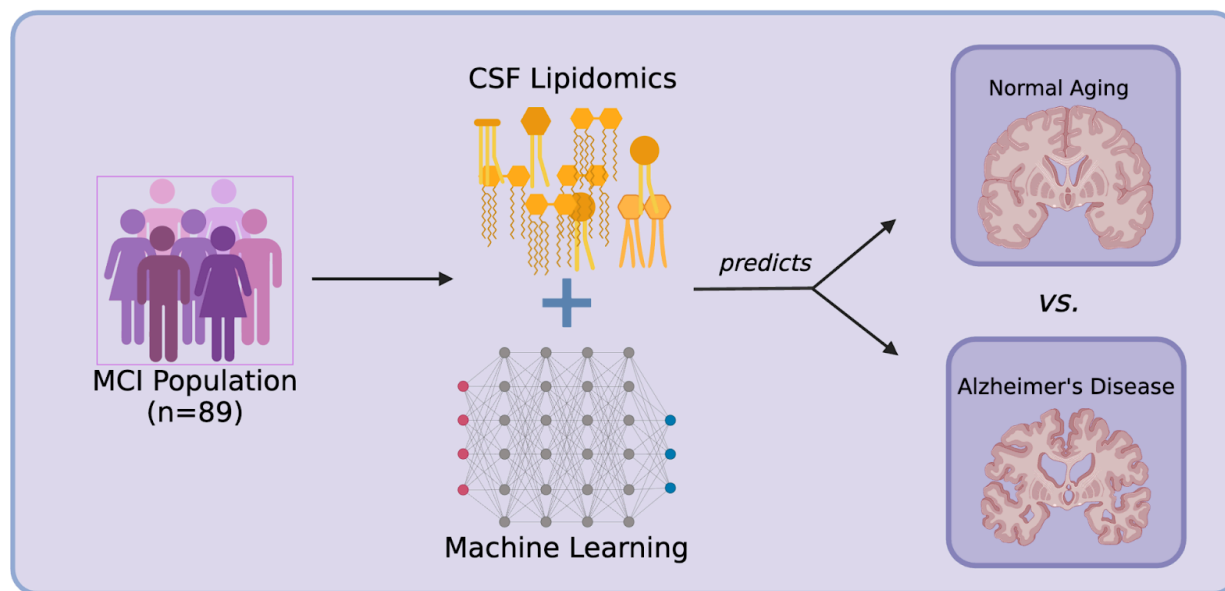 MCI Population
(n=89)
CSF Lipidomics
Machine Learning
predicts
Normal Aging
vs.
Alzheimer's Disease